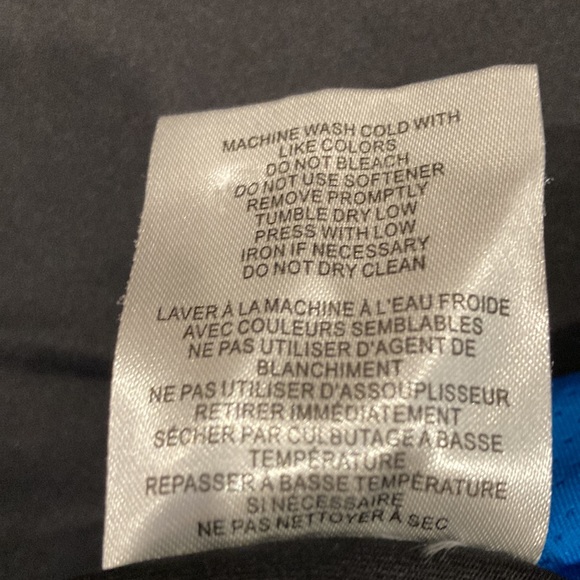 MACHINE WASH COLD WITH
LIKE COLORS
DO NOT BLEACH
DO NOT USE SOFTENER
REMOVE PROMPTLY
TUMBLE DRY LOW
PRESS WITH LOW
IRON IF NECESSARY
DO NOT DRY CLEAN
LAVER À LA MACHINE À L'EAU FROIDE
AVEC COULEURS SEMBLABLES
NE PAS UTILISER D'AGENT DE
BLANCHIMENT
NE PAS UTILISER D'ASSOUPLISSEUR
RETIRER IMMÉDIATEMENT
SÉCHER PAR CULBUTAGE À BASSE
TEMPÉRATURE
REPASSER À BASSE TEMPÉRATURE
SI NÉCESSAIRE
NE PAS NETTOYER À SEC